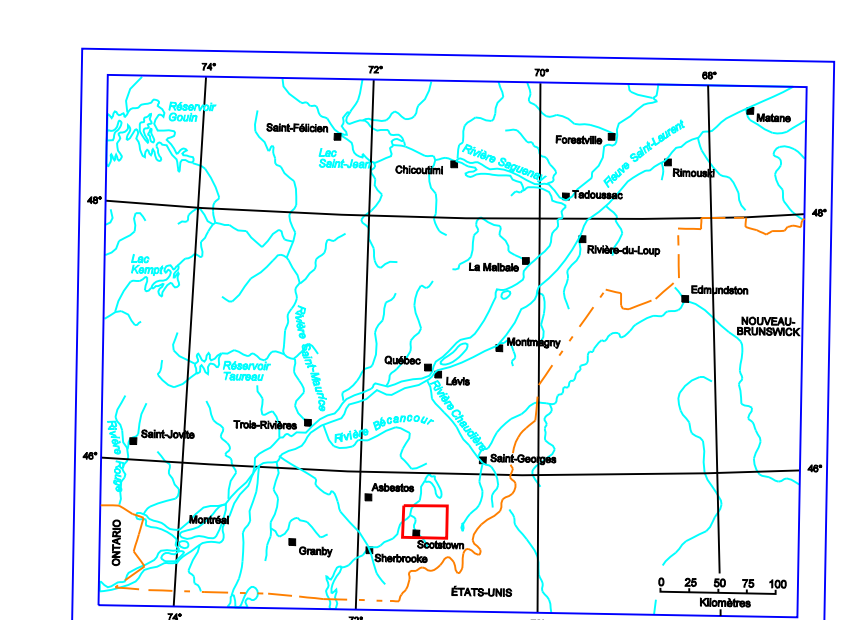 74°
72°
70°
68°
Réservoir
Gouin
Saint-Félicien
Lac
Saint-Jean
Chicoutimi
Rivière Saguenay
Forestville
Fleuve Saint-Laurent
Matane
Rimouski
Tadoussac
48°
48°
Rivière-du-Loup
La Malbaie
Lac
Kempt
Edmundston
NOUVEAU-
BRUNSWICK
Rivière Saint-Maurice
Montmagny
Québec
Lévis
Réservoir
Taureau
Rivière Chaudière
Trois-Rivières
Rivière Bécancour
Saint-Jovite
Rivière Rouge
Saint-Georges
46°
46°
Asbestos
Montréal
ONTARIO
Granby
Scotstown
Sherbrooke
ÉTATS-UNIS
0 25 50 75 100
Kilomètres
74°